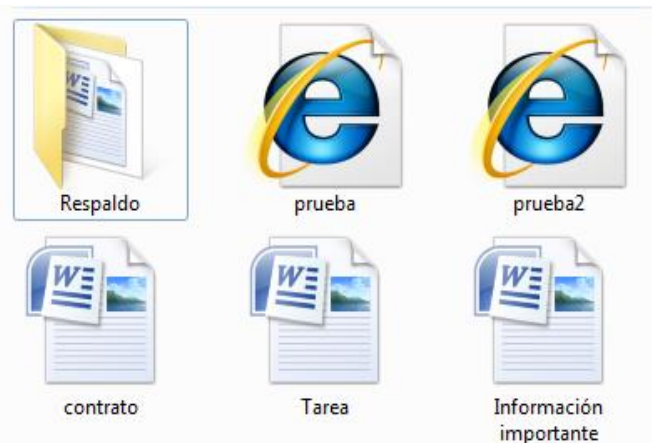 Respaldo
prueba
prueba2
contrato
Tarea
Información
importante